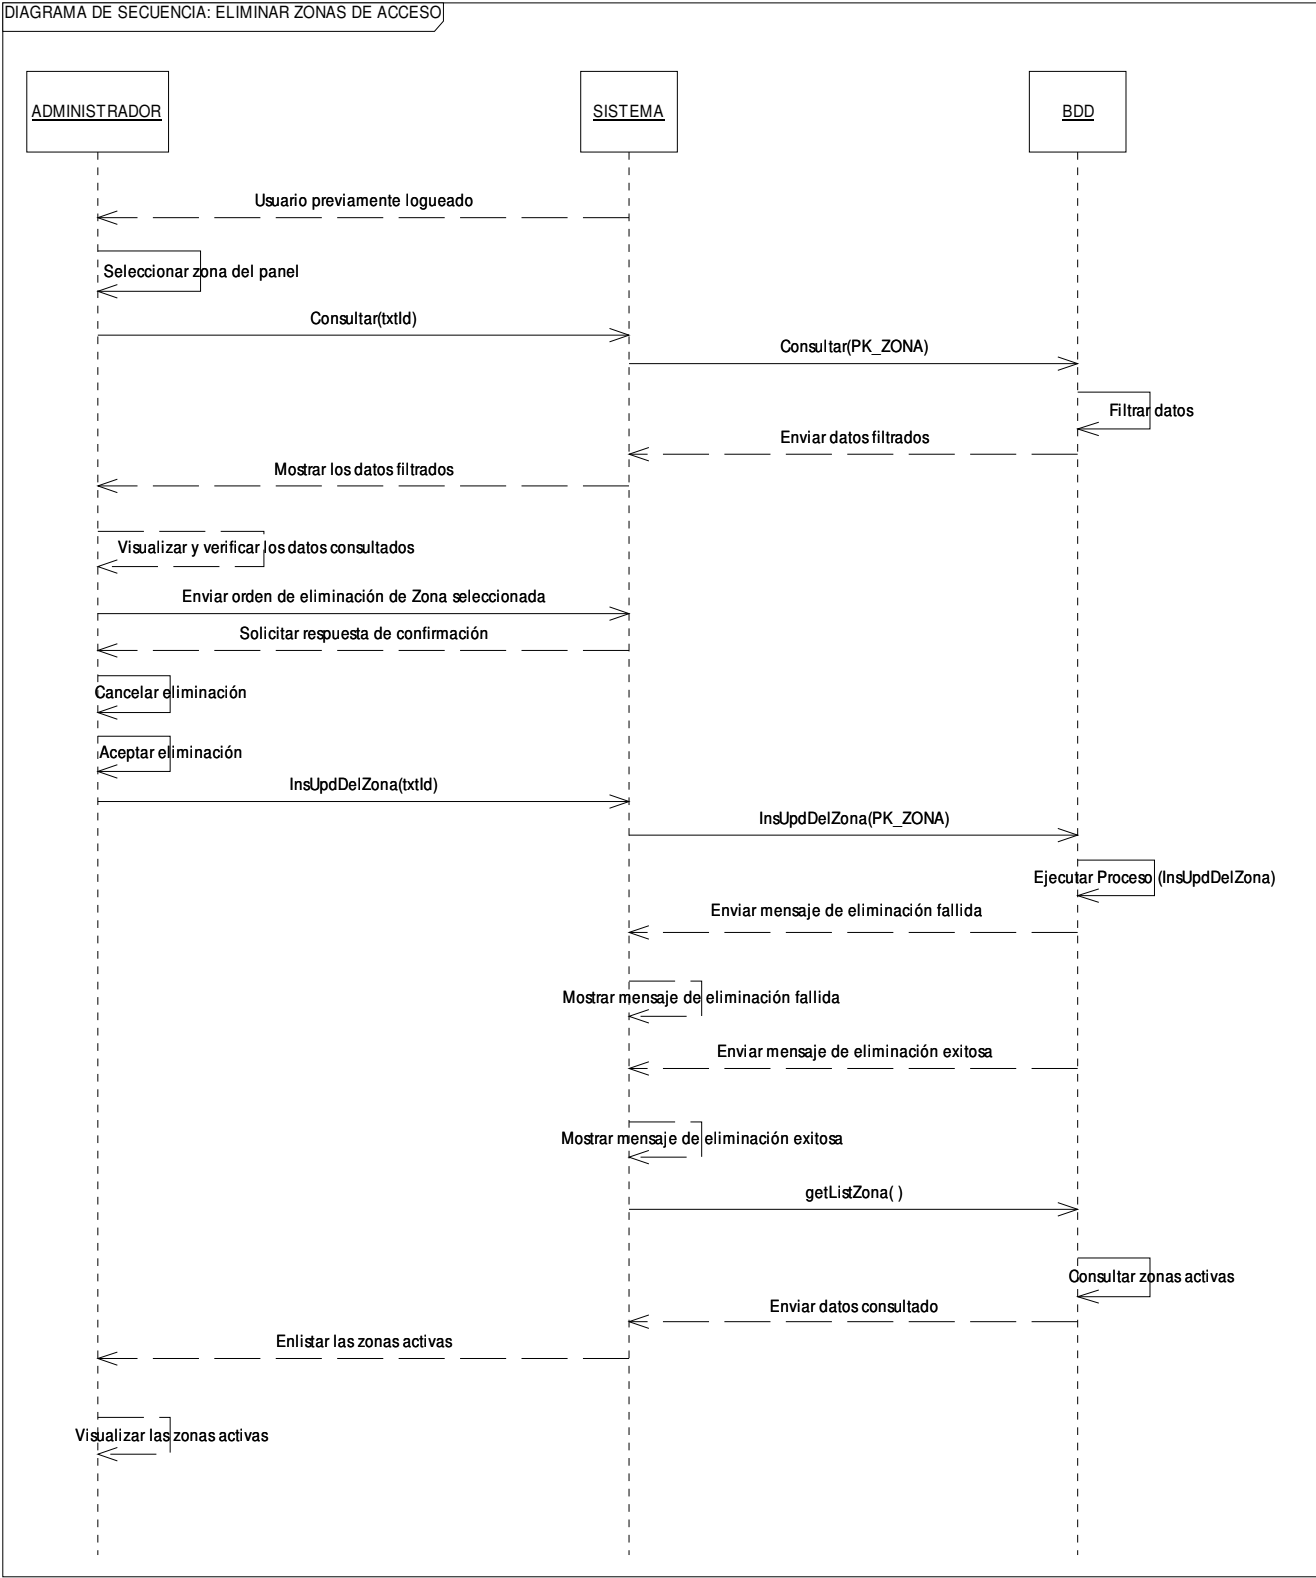 DIAGRAMA DE SECUENCIA: ELIMINAR ZONAS DE ACCESO
ADMINISTRADOR
SISTEMA
BDD
Usuario previamente logueado
Seleccionar zona del panel
Consultar(txtId)
Consultar(PK_ZONA)
Filtrar datos
Enviar datos filtrados
Mostrar los datos filtrados
Visualizar y verificar los datos consultados
Enviar orden de eliminación de Zona seleccionada
Solicitar respuesta de confirmación
Cancelar eliminación
Aceptar eliminación
InsUpdDelZona(txtId)
InsUpdDelZona(PK_ZONA)
Ejecutar Proceso (InsUpdDelZona)
Enviar mensaje de eliminación fallida
Mostrar mensaje de eliminación fallida
Enviar mensaje de eliminación exitosa
Mostrar mensaje de eliminación exitosa
getListZona( )
Consultar zonas activas
Enviar datos consultado
Enlistar las zonas activas
Visualizar las zonas activas